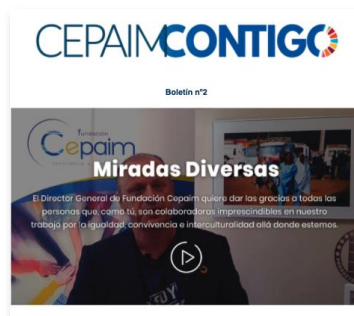 CEPAIMCONTIGO
Boletín nº2
Fundación
Cepaim
Miradas Diversas
El Director General de Fundación Cepaim quiere dar las gracias a todas las
personas que, como tú, son colaboradoras imprescindibles en nuestro
trabajo por la igualdad, convivencia e interculturalidad allá donde estemos.